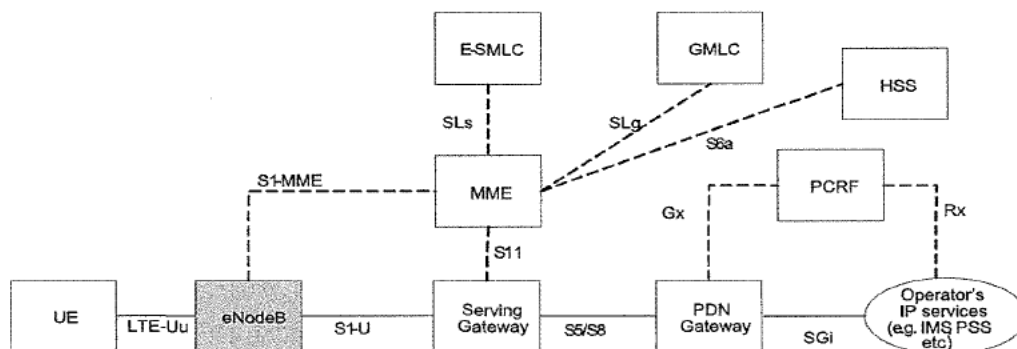 E-SMLC
GMLC
HSS
SLs
SLg
S6a
S1-MME
MME
PCRF
Gx
Rx
S11
UE
LTE-Uu
eNodeB
S1-U
Serving
Gateway
S5/S8
PDN
Gateway
SGi
Operator's
IP services
(e.g. IMS PSS
etc)